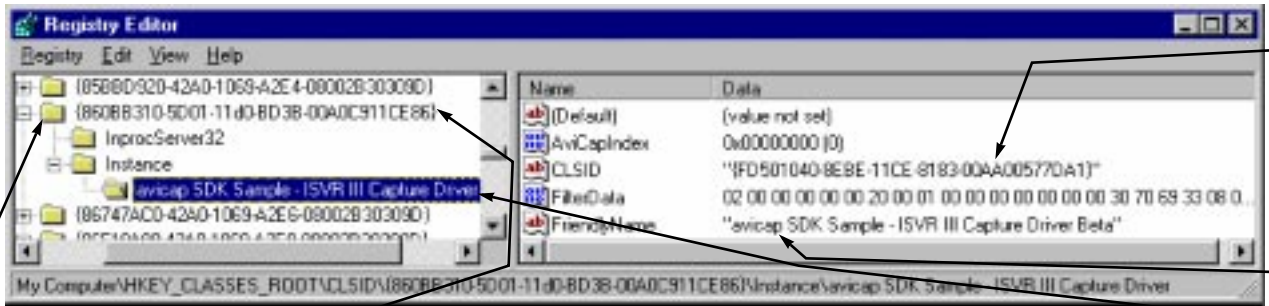 Registry Editor
Registry Edit View Help
{85BBD920-42A0-1069-A2E4-08002B30309D}
{860BB310-5D01-11d0-BD3B-00A0C911CE86}
InprocServer32
Instance
avicap SDK Sample - ISVR III Capture Driver
{86747AC0-42A0-1069-A2E6-08002B30309D}
Name Data
(Default) (value not set)
AviCapIndex 0x00000000 (0)
CLSID "{FD501040-8EBE-11CE-8183-00AA00577DA1}"
FilterData 02 00 00 00 00 00 20 00 01 00 00 00 00 00 00 00 30 70 69 33 08 0...
FriendlyName "avicap SDK Sample - ISVR III Capture Driver Beta"
My Computer\HKEY_CLASSES_ROOT\CLSID\{860BB310-5D01-11d0-BD3B-00A0C911CE86}\Instance\avicap SDK Sample - ISVR III Capture Driver